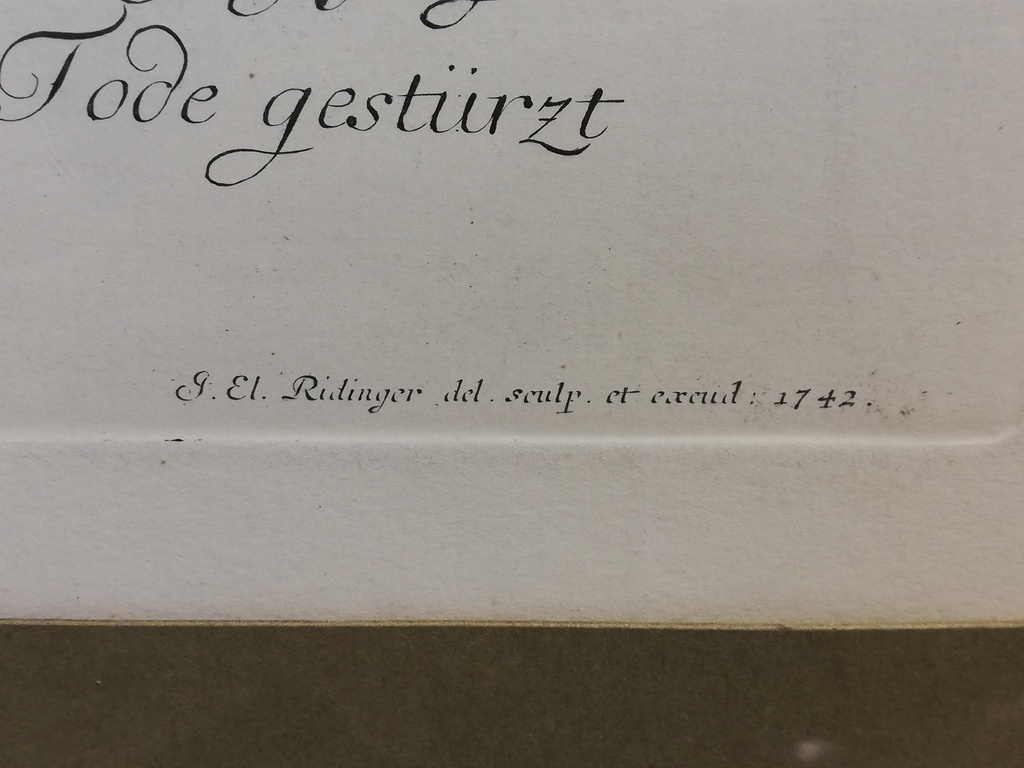 Tode gestürzt
J. El. Ridinger del. sculp. et excud: 1742.